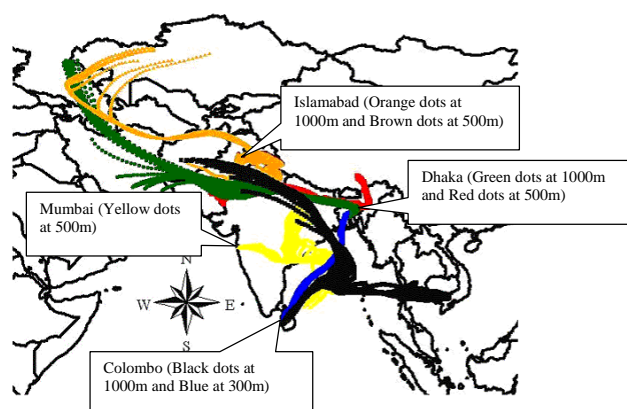 Islamabad (Orange dots at
1000m and Brown dots at 500m)
Dhaka (Green dots at 1000m
and Red dots at 500m)
Mumbai (Yellow dots
at 500m)
N
W
E
S
Colombo (Black dots at
1000m and Blue at 300m)